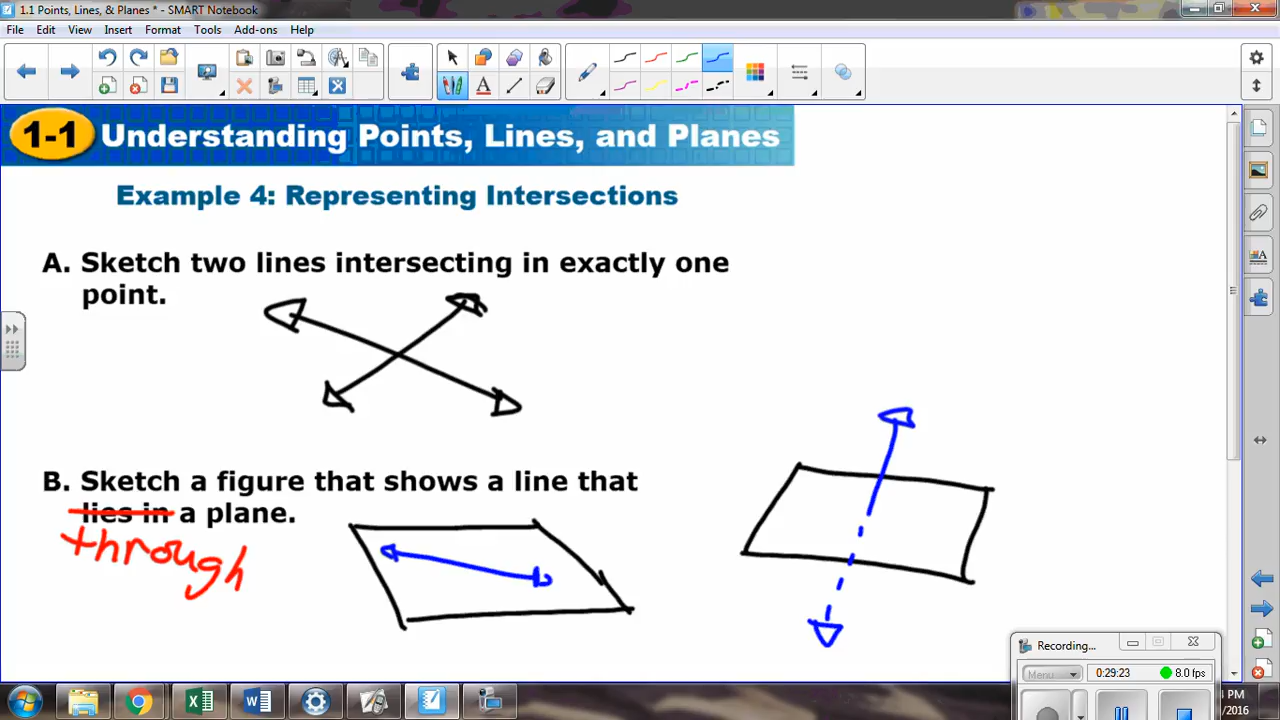 1.1 Points, Lines, & Planes * - SMART Notebook
File Edit View Insert Format Tools Add-ons Help
1-1 Understanding Points, Lines, and Planes
Example 4: Representing Intersections
A. Sketch two lines intersecting in exactly one
point.
B. Sketch a figure that shows a line that
lies in a plane.
through
Recording...
Menu 0:29:23 8.0 fps
PM
/2016